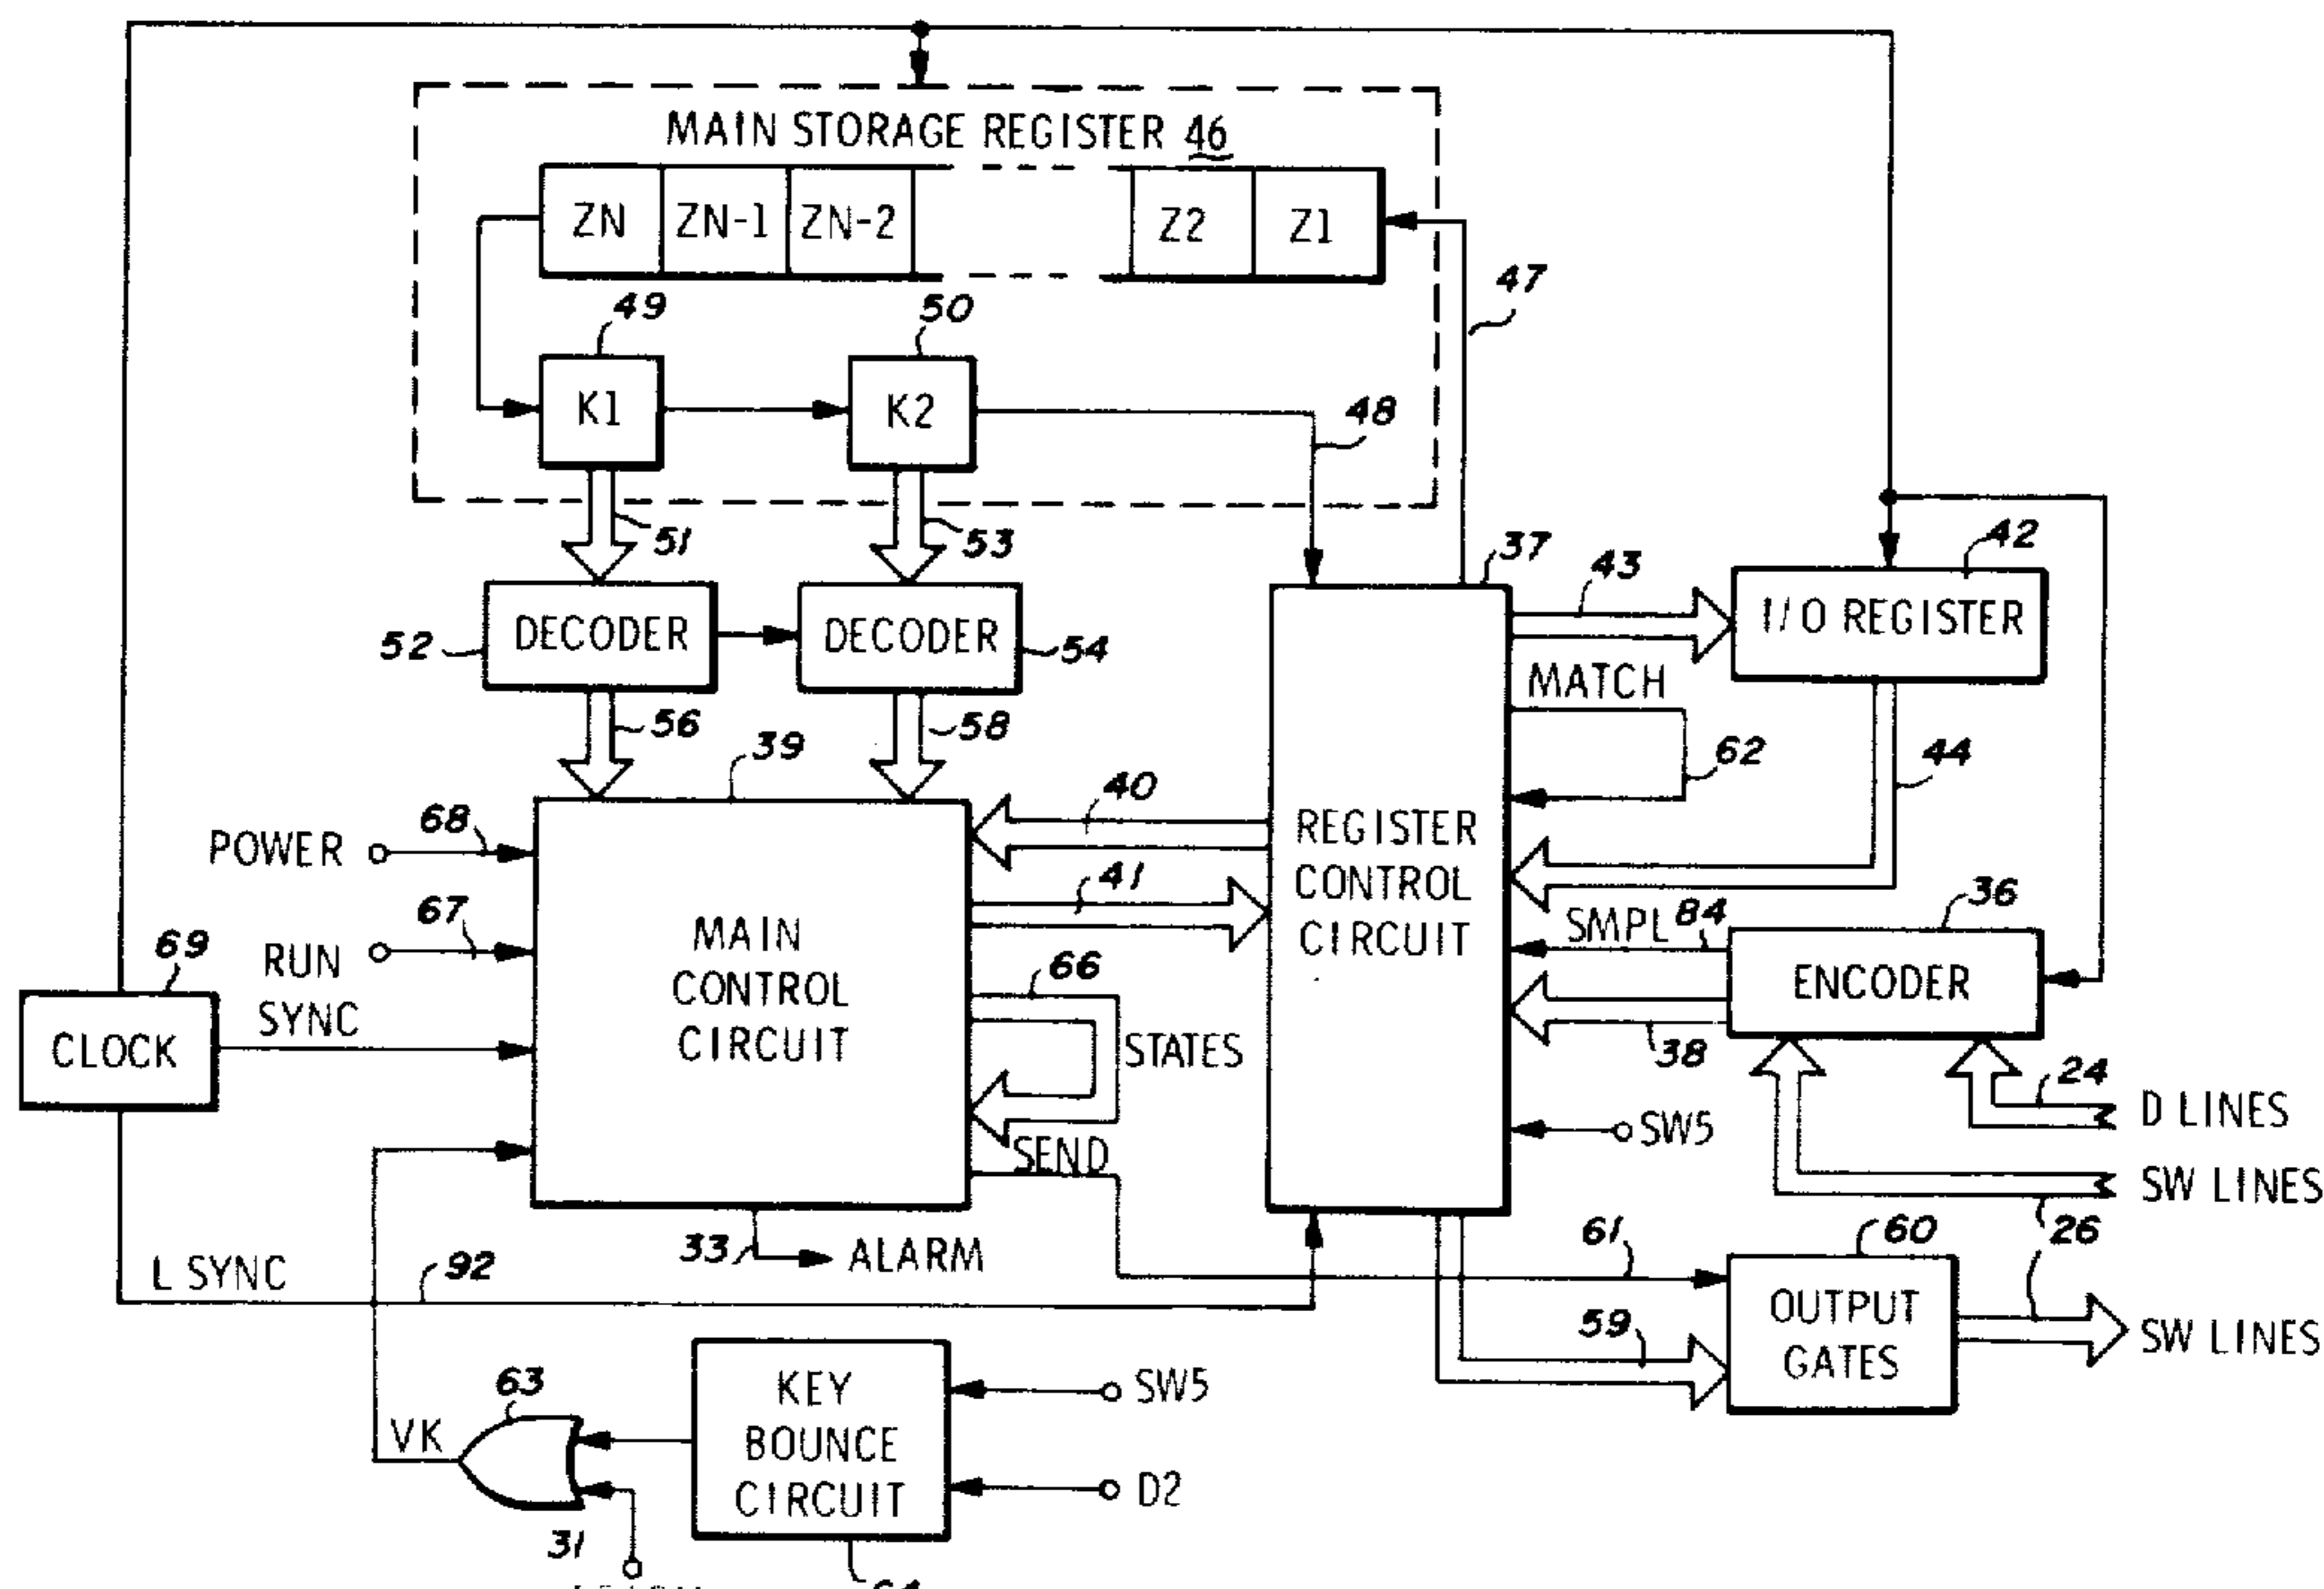 MAIN STORAGE REGISTER 46
ZN ZN-1 ZN-2 Z2 Z1
47
49 50
K1 K2
48
51 53
37
43
42
I/O REGISTER
52 DECODER DECODER 54
MATCH
56 58
39
62
44
40
POWER 68
REGISTER
CONTROL
CIRCUIT
41
36
67
SMPL 84
MAIN
CONTROL
CIRCUIT
RUN
69
66
ENCODER
SYNC
CLOCK
STATES
38
24
D LINES
SW5
SEND
SW LINES
26
33 ALARM
61
60
L SYNC 92
OUTPUT
GATES
59
SW LINES
63
VK
KEY
BOUNCE
CIRCUIT
SW5
D2
31